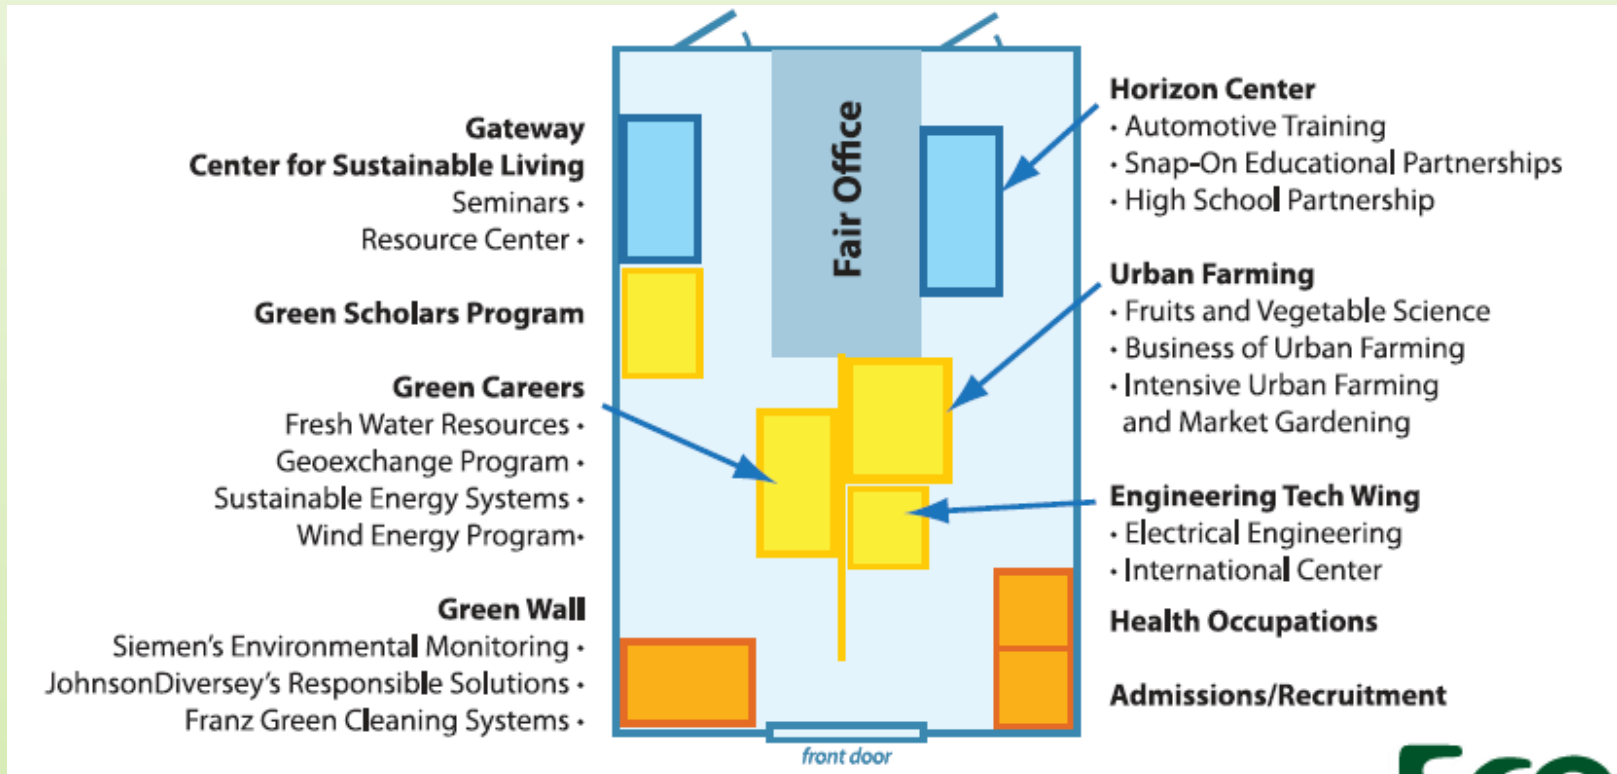 Gateway
Center for Sustainable Living
Seminars •
Resource Center •
Green Scholars Program
Green Careers
Fresh Water Resources •
Geoexchange Program •
Sustainable Energy Systems •
Wind Energy Program•
Green Wall
Siemen's Environmental Monitoring •
JohnsonDiversey's Responsible Solutions •
Franz Green Cleaning Systems •
Fair Office
front door
Horizon Center
• Automotive Training
• Snap-On Educational Partnerships
• High School Partnership
Urban Farming
• Fruits and Vegetable Science
• Business of Urban Farming
• Intensive Urban Farming
and Market Gardening
Engineering Tech Wing
• Electrical Engineering
• International Center
Health Occupations
Admissions/Recruitment